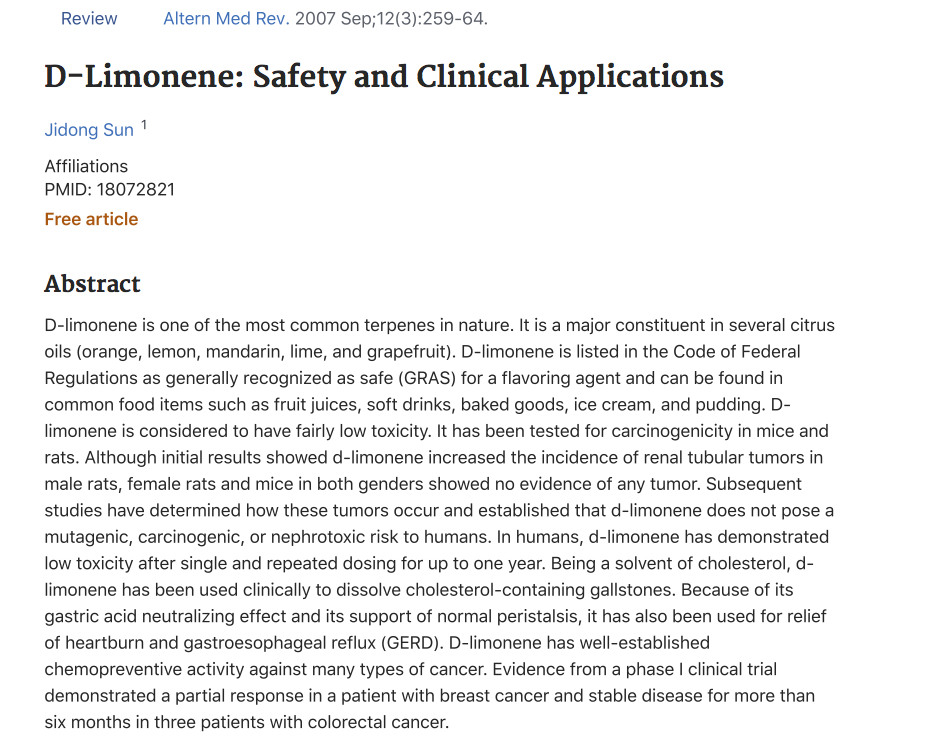 Review Altern Med Rev. 2007 Sep;12(3):259-64.
D-Limonene: Safety and Clinical Applications
Jidong Sun 1
Affiliations
PMID: 18072821
Free article
Abstract
D-limonene is one of the most common terpenes in nature. It is a major constituent in several citrus
oils (orange, lemon, mandarin, lime, and grapefruit). D-limonene is listed in the Code of Federal
Regulations as generally recognized as safe (GRAS) for a flavoring agent and can be found in
common food items such as fruit juices, soft drinks, baked goods, ice cream, and pudding. D-
limonene is considered to have fairly low toxicity. It has been tested for carcinogenicity in mice and
rats. Although initial results showed d-limonene increased the incidence of renal tubular tumors in
male rats, female rats and mice in both genders showed no evidence of any tumor. Subsequent
studies have determined how these tumors occur and established that d-limonene does not pose a
mutagenic, carcinogenic, or nephrotoxic risk to humans. In humans, d-limonene has demonstrated
low toxicity after single and repeated dosing for up to one year. Being a solvent of cholesterol, d-
limonene has been used clinically to dissolve cholesterol-containing gallstones. Because of its
gastric acid neutralizing effect and its support of normal peristalsis, it has also been used for relief
of heartburn and gastroesophageal reflux (GERD). D-limonene has well-established
chemopreventive activity against many types of cancer. Evidence from a phase I clinical trial
demonstrated a partial response in a patient with breast cancer and stable disease for more than
six months in three patients with colorectal cancer.